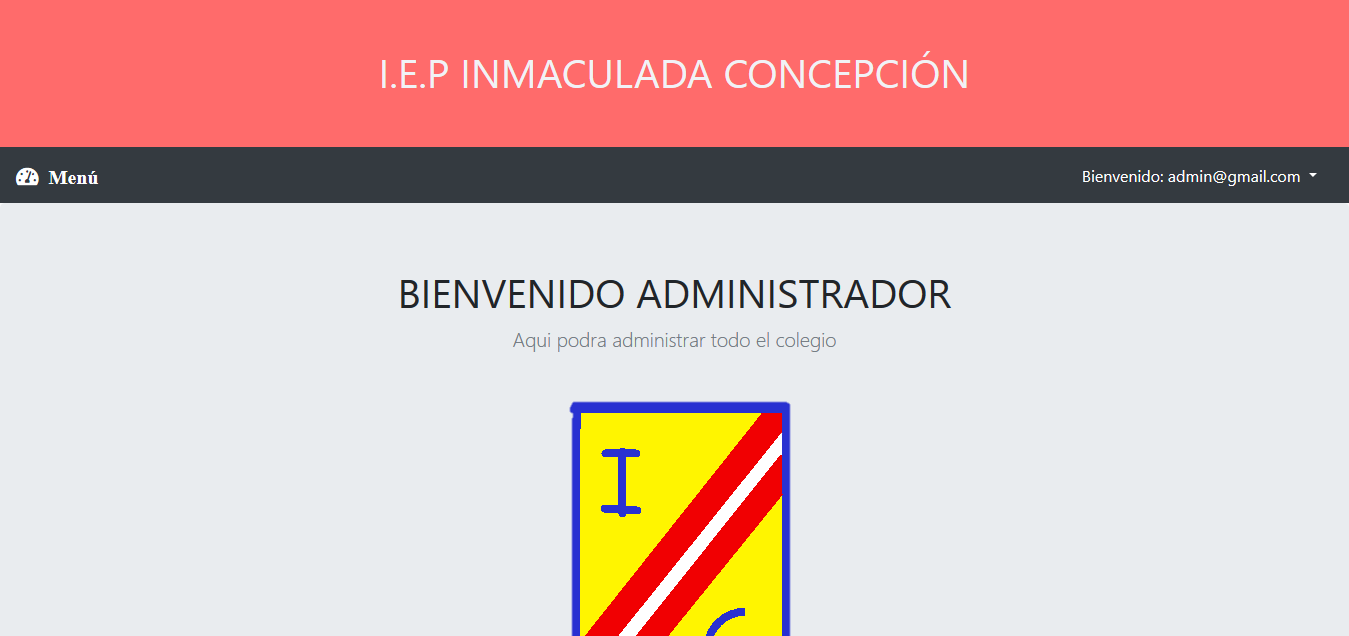 I.E.P INMACULADA CONCEPCIÓN
Menú
Bienvenido: admin@gmail.com
BIENVENIDO ADMINISTRADOR
Aqui podra administrar todo el colegio
I
C